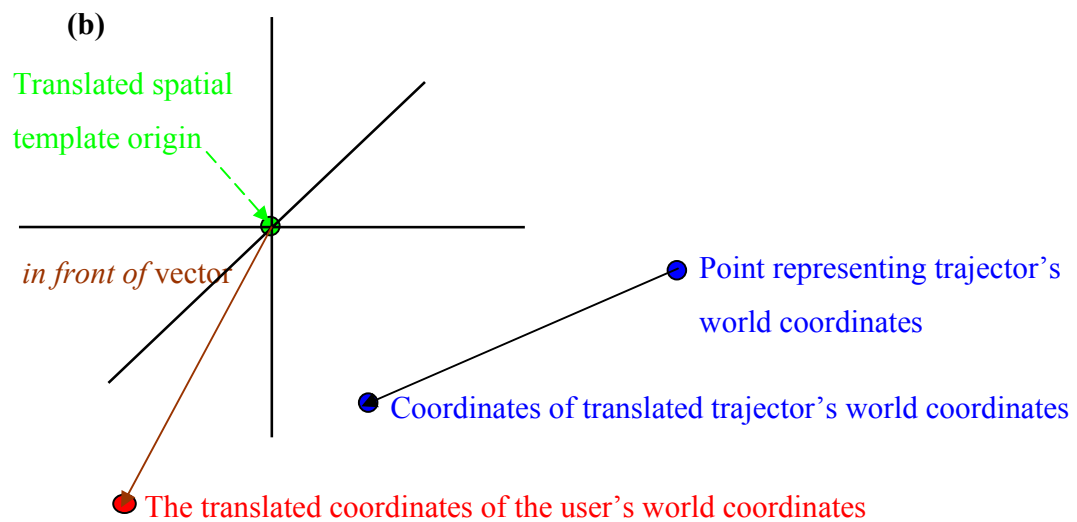 (b)
Translated spatial
template origin
in front of vector
Point representing trajector’s
world coordinates
Coordinates of translated trajector’s world coordinates
The translated coordinates of the user’s world coordinates